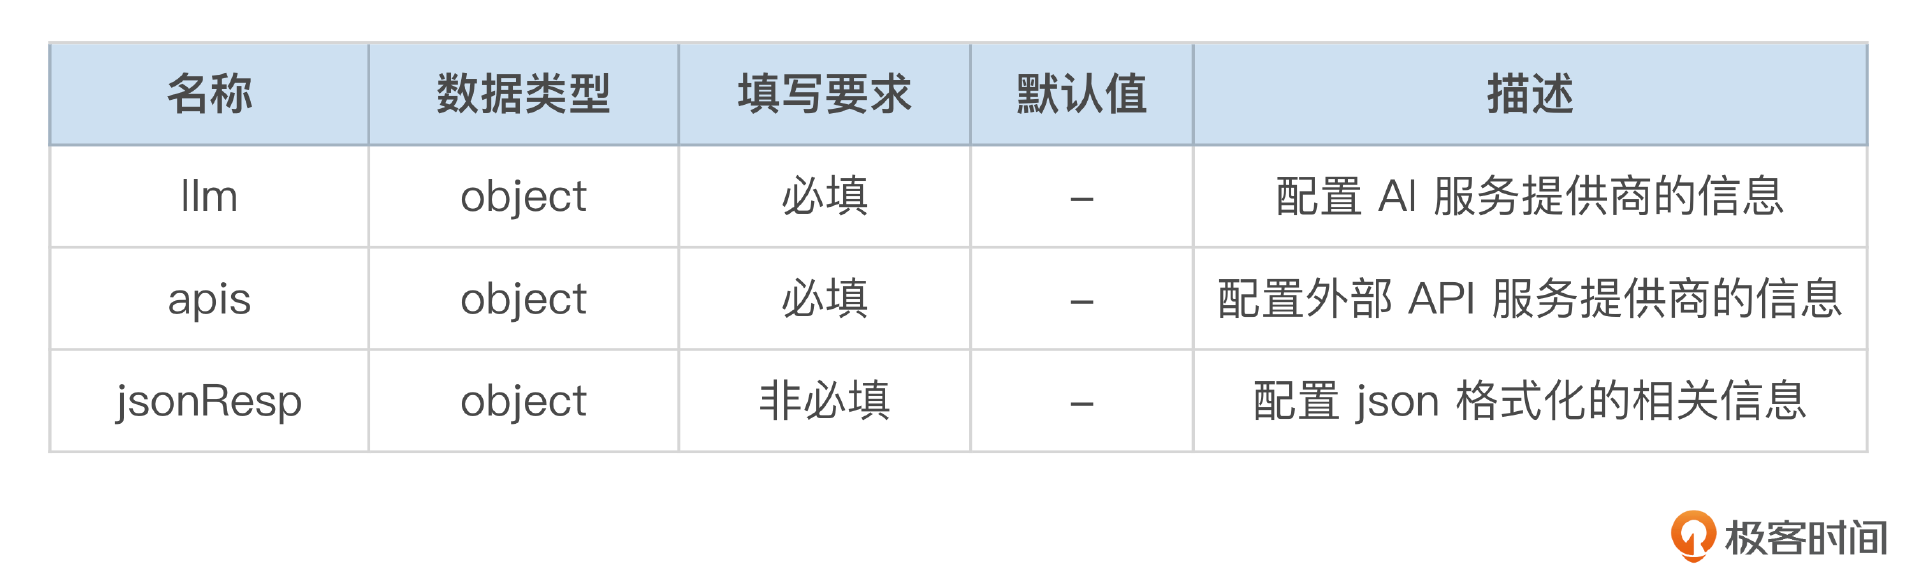 名称 数据类型 填写要求 默认值 描述
llm object 必填 – 配置 AI 服务提供商的信息
apis object 必填 – 配置外部 API 服务提供商的信息
jsonResp object 非必填 – 配置 json 格式化的相关信息
极客时间